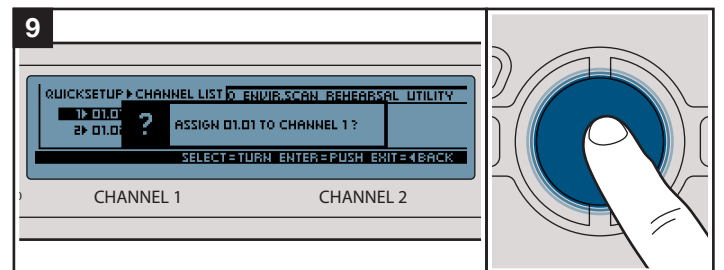 9
QUICKSETUP▶CHANNEL LIST O ENVIR.SCAN REHEARSAL UTILITY
1▶ 01.0
2▶ 01.0
? ASSIGN 01.01 TO CHANNEL 1?
SELECT=TURN ENTER=PUSH EXIT=◀BACK
CHANNEL 1 CHANNEL 2